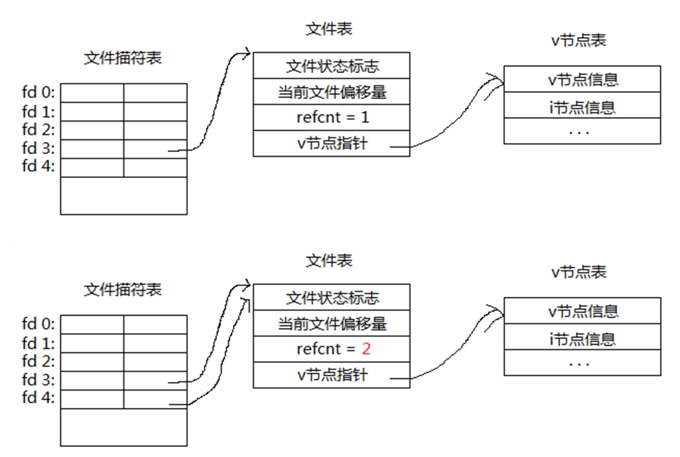 文件表
v节点表
文件描符表
文件状态标志
fd 0:
v节点信息
当前文件偏移量
fd 1:
i节点信息
refcnt = 1
fd 2:
...
v节点指针
fd 3:
fd 4:
文件表
v节点表
文件描符表
文件状态标志
v节点信息
fd 0:
当前文件偏移量
i节点信息
fd 1:
refcnt = 2
fd 2:
...
v节点指针
fd 3:
fd 4: